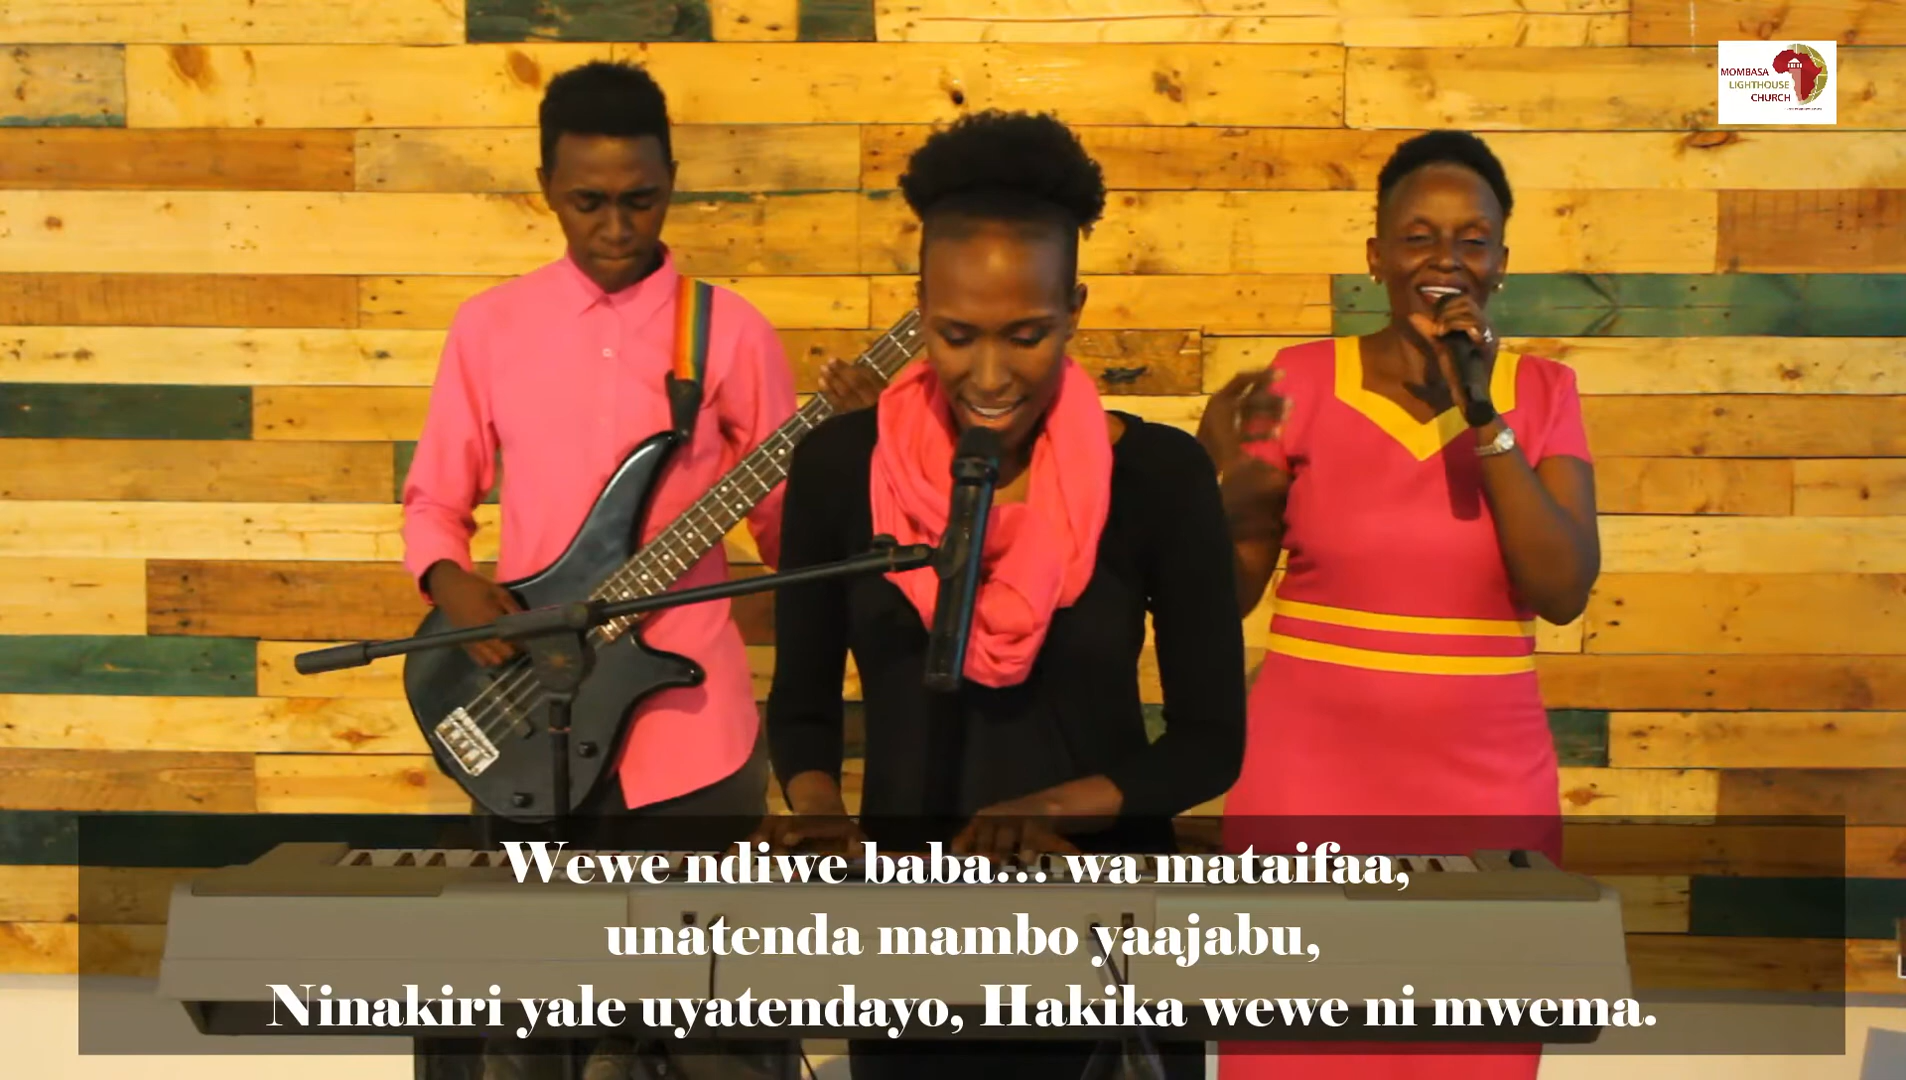 MOMBASA
LIGHTHOUSE
CHURCH
Wewe ndiwe baba... wa mataifaa,
unatenda mambo yaajabu,
Ninakiri yale uyatendayo, Hakika wewe ni mwema.